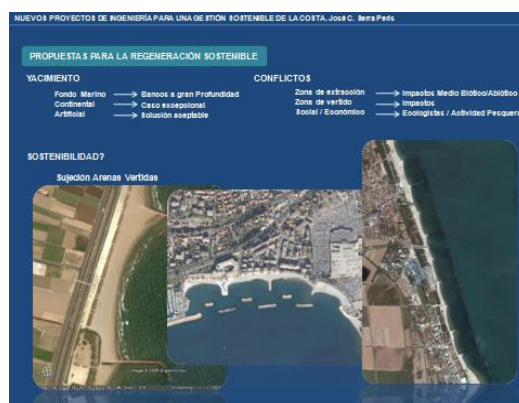 NUEVOS PROYECTOS DE INGENIERÍA PARA UNA GESTIÓN SOSTENIBLE DE LA COSTA. José C. Serra Peris
PROPUESTAS PARA LA REGENERACIÓN SOSTENIBLE
YACIMIENTO
Fondo Marino → Bancos a gran Profundidad
Continental → Caso excepcional
Artificial → Solución aceptable
CONFLICTOS
Zona de extracción → Impactos Medio Biótico/Abiótico
Zona de vertido → Impactos
Social / Económico → Ecologistas / Actividad Pesquera
SOSTENIBILIDAD?
Sujeción Arenas Vertidas